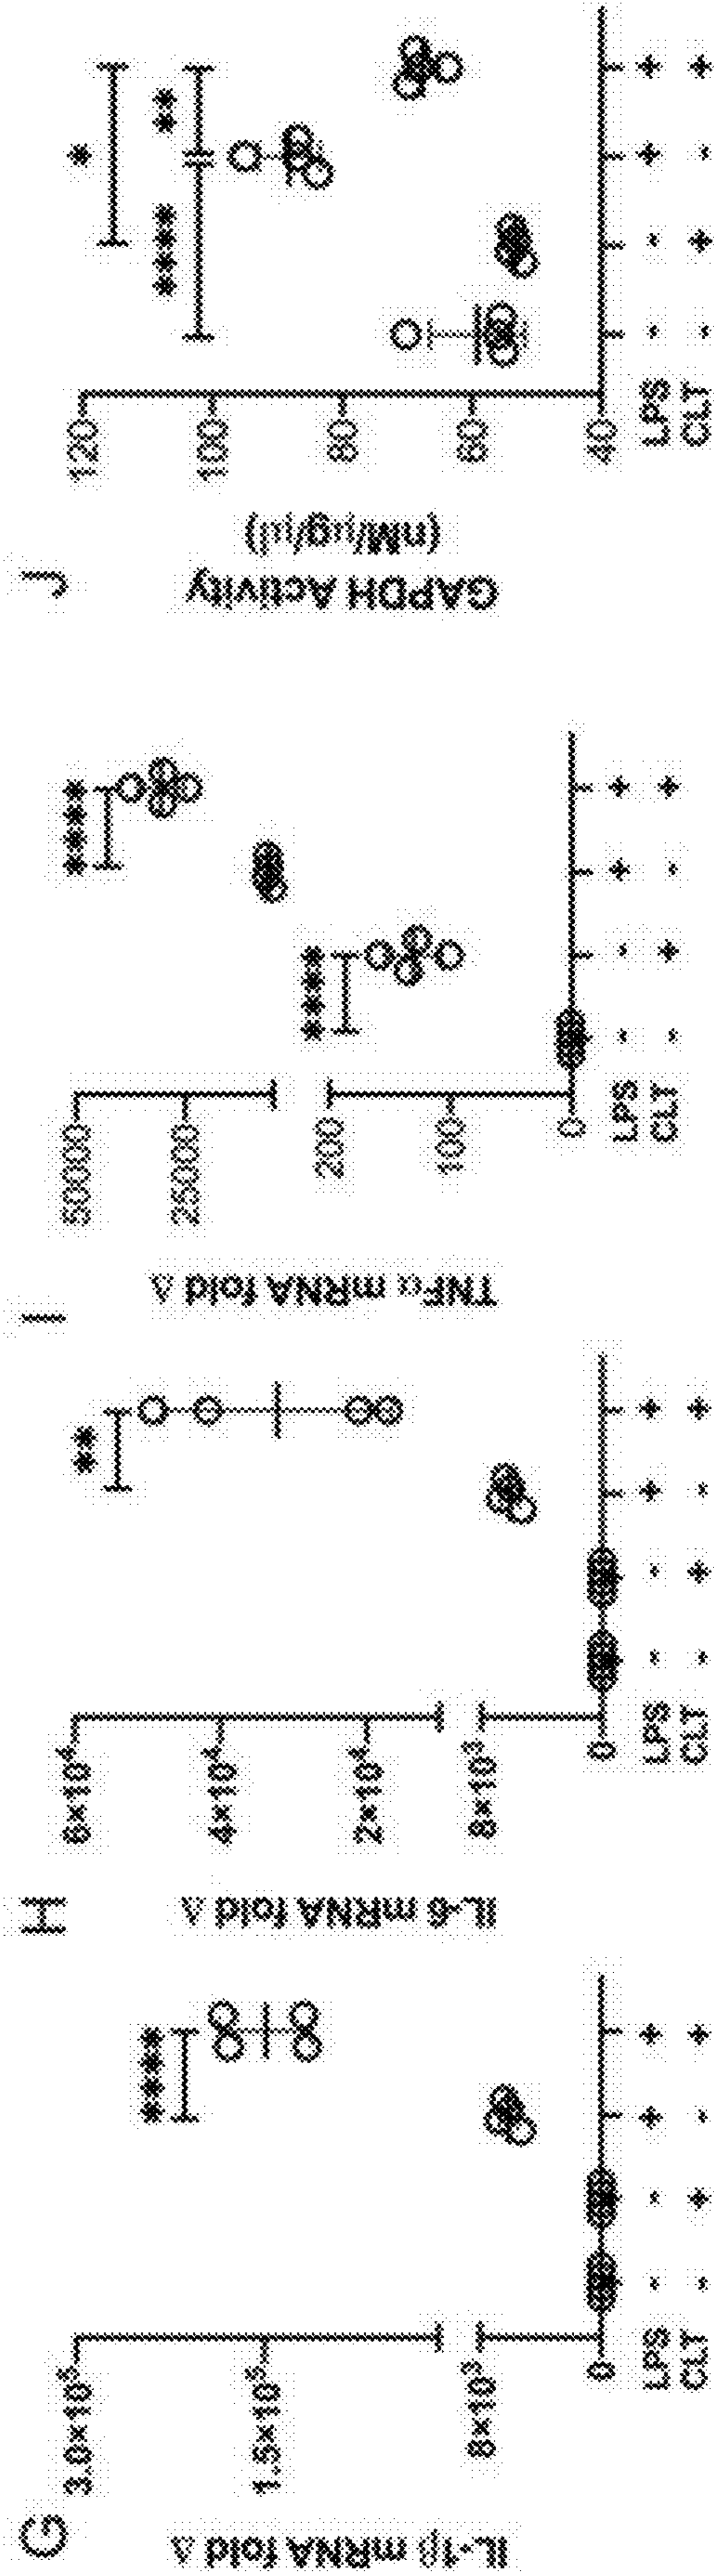 G
IL-1β mRNA fold Δ
3.0×10⁵
1.5×10⁵
8×10³
0
LPS - - + +
CLT - + - +
****
H
IL-6 mRNA fold Δ
6×10⁴
4×10⁴
2×10⁴
8×10³
0
LPS - - + +
CLT - + - +
**
I
TNFα mRNA fold Δ
50000
25000
200
100
0
LPS - - + +
CLT - + - +
****
****
J
GAPDH Activity
(nM/μg/μl)
120
100
80
60
40
LPS - - + +
CLT - + - +
*
**** **